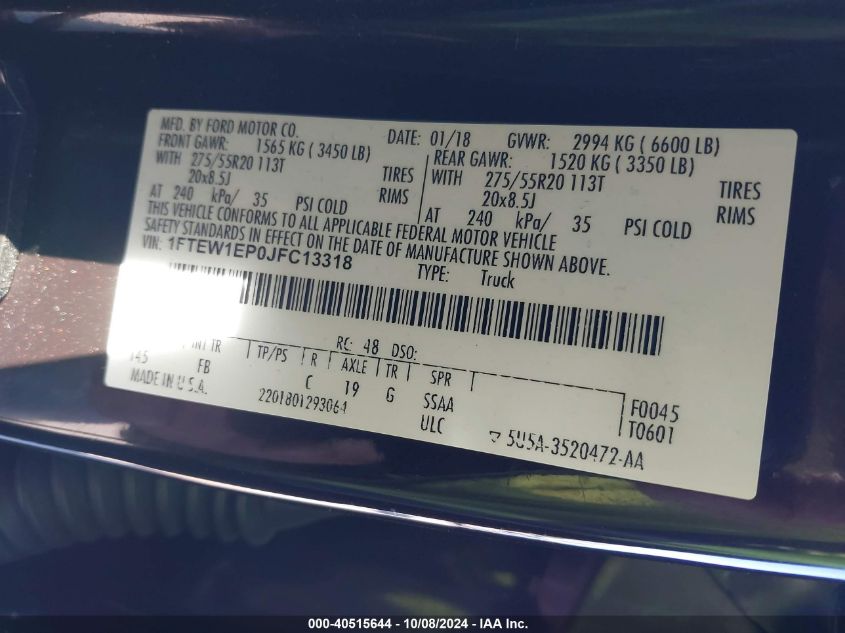 MFD. BY FORD MOTOR CO. DATE: 01/18 GVWR: 2994 KG ( 6600 LB)
FRONT GAWR: 1565 KG ( 3450 LB) REAR GAWR: 1520 KG ( 3350 LB)
WITH 275/55R20 113T TIRES WITH 275/55R20 113T TIRES
20x8.5J RIMS 20x8.5J RIMS
AT 240 kPa/ 35 PSI COLD AT 240 kPa/ 35 PSI COLD
THIS VEHICLE CONFORMS TO ALL APPLICABLE FEDERAL MOTOR VEHICLE
SAFETY STANDARDS IN EFFECT ON THE DATE OF MANUFACTURE SHOWN ABOVE.
VIN: 1FTEW1EP0JFC13318 TYPE: Truck
RC: 48 DSO:
INT TR TP/PS R AXLE TR SPR
145 FB C 19 G SSAA F0045
MADE IN U.S.A. 2201801293064 ULC T0601
5U5A-3520472-AA
000-40515644 - 10/08/2024 - IAA Inc.